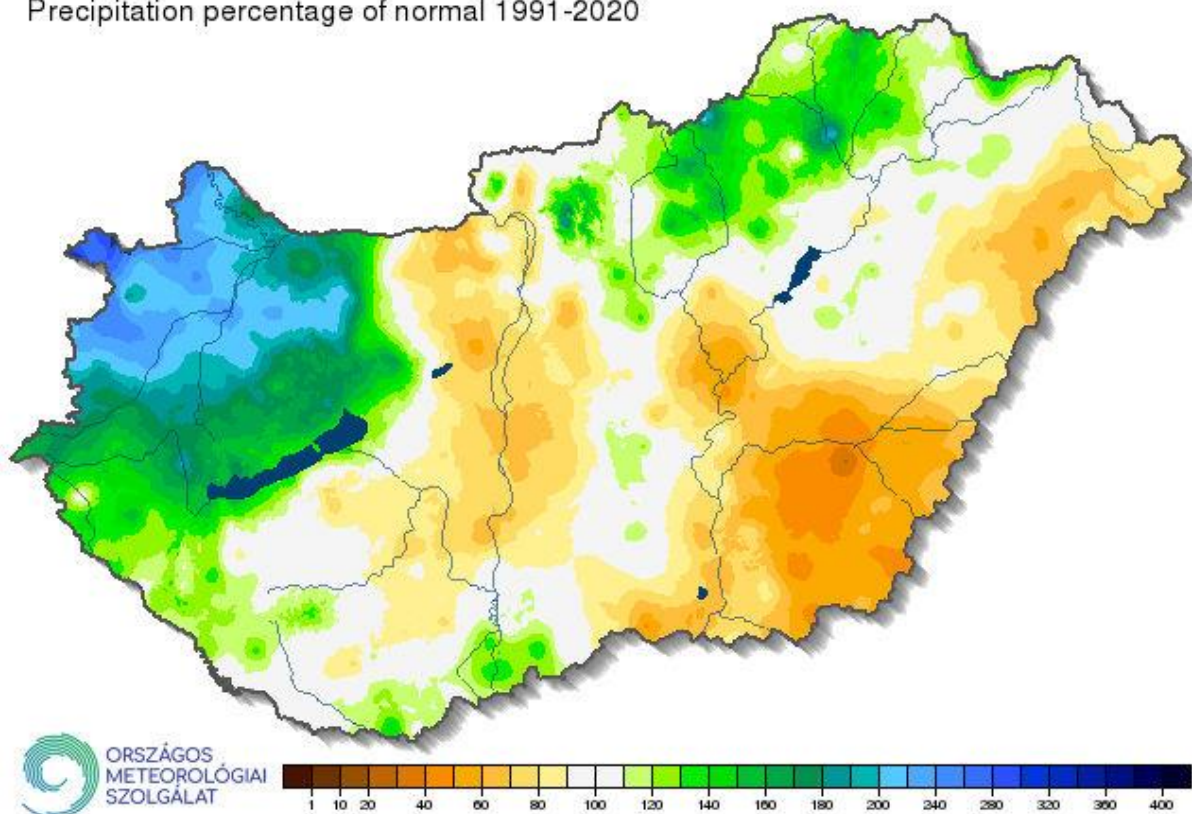 Precipitation percentage of normal 1991-2020
ORSZÁGOS
METEOROLÓGIAI
SZOLGÁLAT
1 10 20 40 60 80 100 120 140 160 180 200 240 280 320 360 400